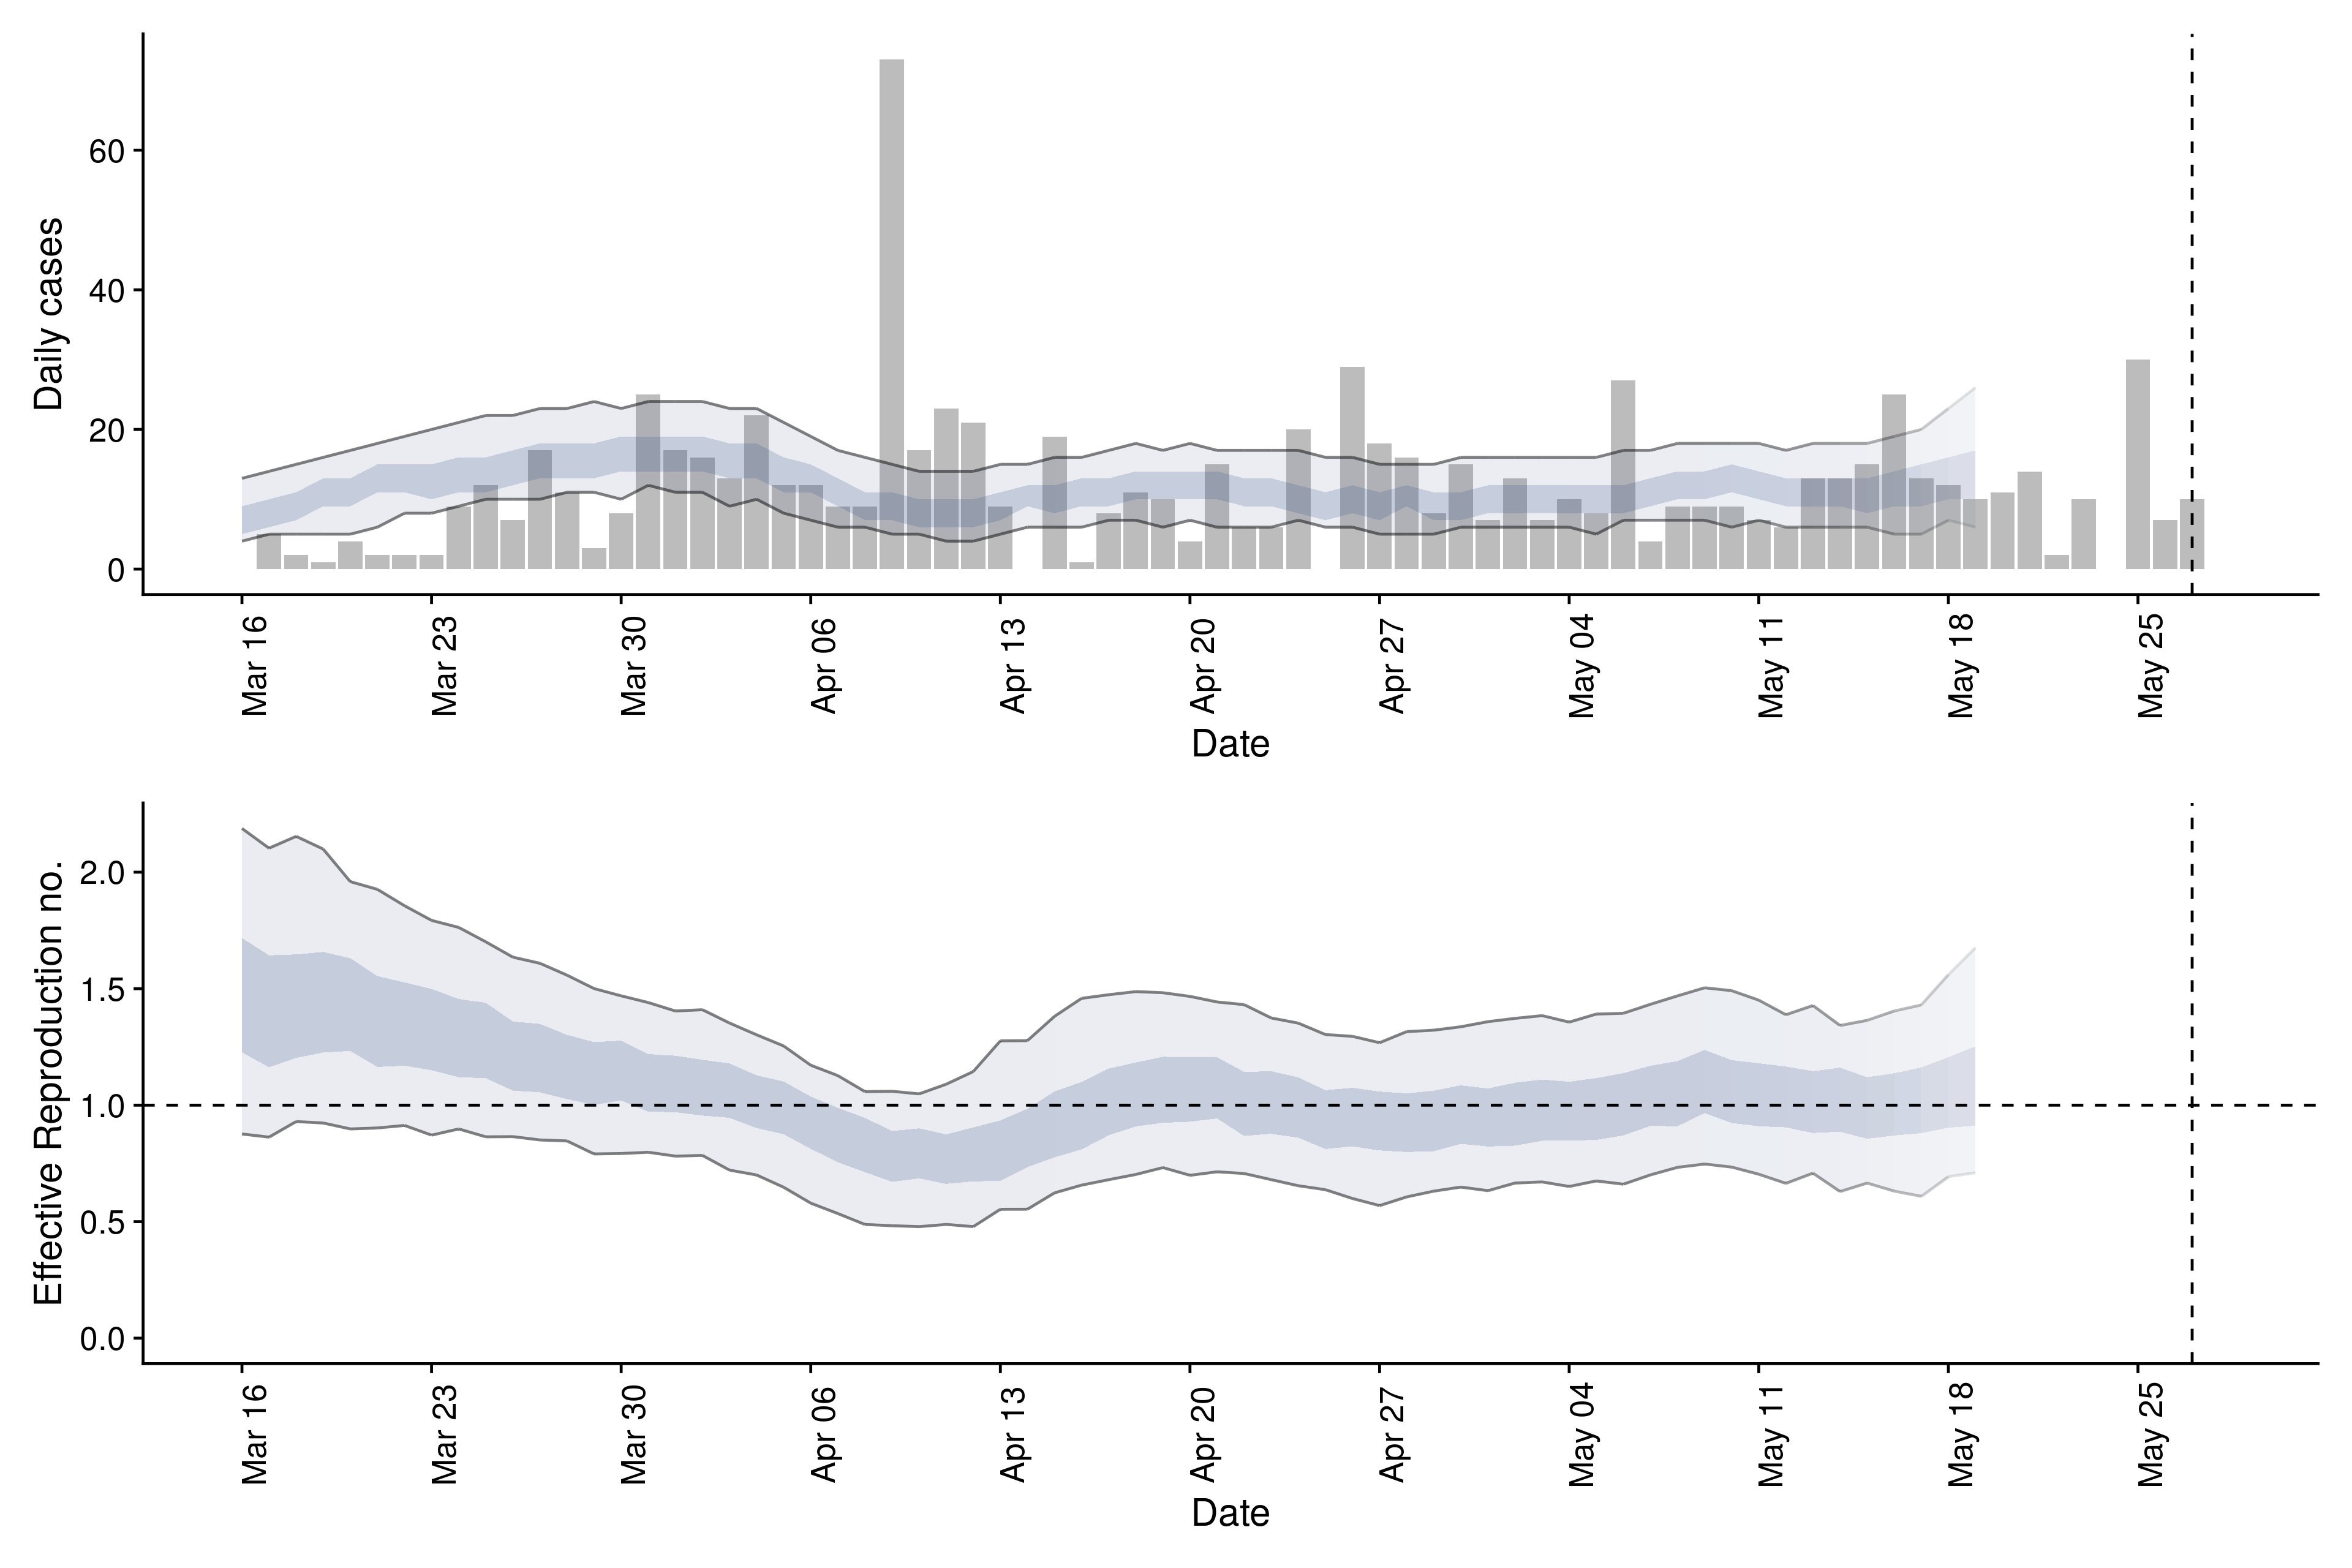 Daily cases
60
40
20
0
Mar 16
Mar 23
Mar 30
Apr 06
Apr 13
Apr 20
Apr 27
May 04
May 11
May 18
May 25
Date
Effective Reproduction no.
2.0
1.5
1.0
0.5
0.0
Mar 16
Mar 23
Mar 30
Apr 06
Apr 13
Apr 20
Apr 27
May 04
May 11
May 18
May 25
Date